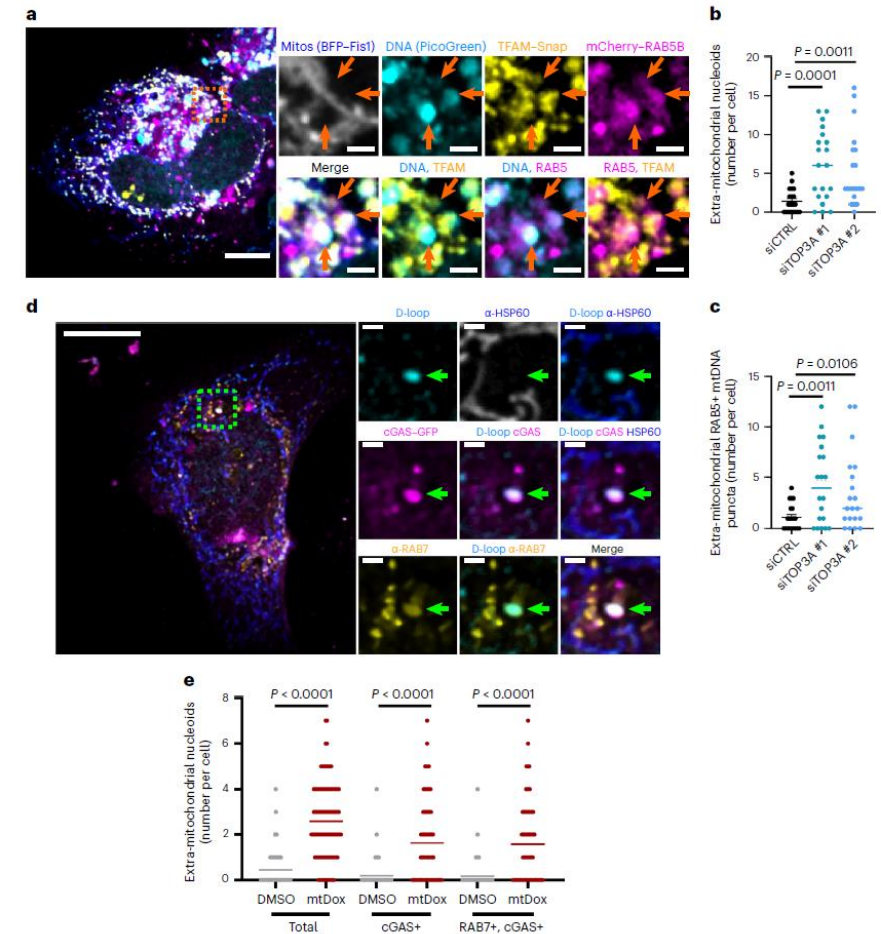 a
Mitos (BFP–Fis1) DNA (PicoGreen) TFAM–Snap mCherry–RAB5B
Merge DNA, TFAM DNA, RAB5 RAB5, TFAM
b
P = 0.0011
P = 0.0001
Extra-mitochondrial nucleoids
(number per cell)
20
15
10
5
0
siCTRL
siTOP3A #1
siTOP3A #2
c
P = 0.0106
P = 0.0011
Extra-mitochondrial RAB5+ mtDNA
puncta (number per cell)
15
10
5
0
siCTRL
siTOP3A #1
siTOP3A #2
d
D-loop α-HSP60 D-loop α-HSP60
cGAS–GFP D-loop cGAS D-loop cGAS HSP60
α-RAB7 D-loop α-RAB7 Merge
e
P < 0.0001 P < 0.0001 P < 0.0001
Extra-mitochondrial nucleoids
(number per cell)
8
6
4
2
0
DMSO mtDox DMSO mtDox DMSO mtDox
Total cGAS+ RAB7+, cGAS+